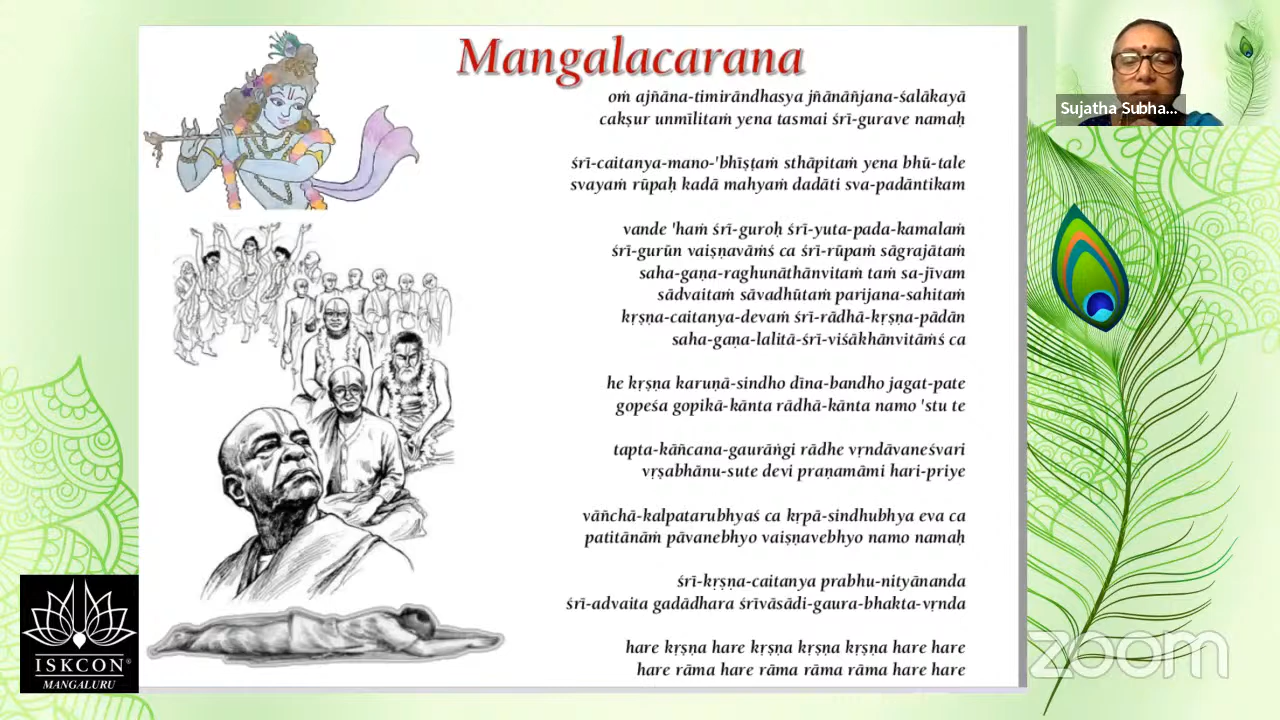 Mangalacarana
oṁ ajñāna-timirāndhasya jñānāñjana-śalākayā
cakṣur unmīlitaṁ yena tasmai śrī-gurave namaḥ
śrī-caitanya-mano-'bhīṣṭaṁ sthāpitaṁ yena bhū-tale
svayaṁ rūpaḥ kadā mahyaṁ dadāti sva-padāntikam
vande 'haṁ śrī-guroḥ śrī-yuta-pada-kamalaṁ
śrī-gurūn vaiṣṇavāṁś ca śrī-rūpaṁ sāgrajātaṁ
saha-gaṇa-raghunāthānvitaṁ taṁ sa-jīvam
sādvaitaṁ sāvadhūtaṁ parijana-sahitaṁ
kṛṣṇa-caitanya-devaṁ śrī-rādhā-kṛṣṇa-pādān
saha-gaṇa-lalitā-śrī-viśākhānvitāṁś ca
he kṛṣṇa karuṇā-sindho dīna-bandho jagat-pate
gopeśa gopikā-kānta rādhā-kānta namo 'stu te
tapta-kāñcana-gaurāṅgi rādhe vṛndāvaneśvari
vṛṣabhānu-sute devi praṇamāmi hari-priye
vāñchā-kalpatarubhyaś ca kṛpā-sindhubhya eva ca
patitānāṁ pāvanebhyo vaiṣṇavebhyo namo namaḥ
śrī-kṛṣṇa-caitanya prabhu-nityānanda
śrī-advaita gadādhara śrīvāsādi-gaura-bhakta-vṛnda
hare kṛṣṇa hare kṛṣṇa kṛṣṇa kṛṣṇa hare hare
hare rāma hare rāma rāma rāma hare hare
Sujatha Subha...
ISKCON®
MANGALURU
zoom